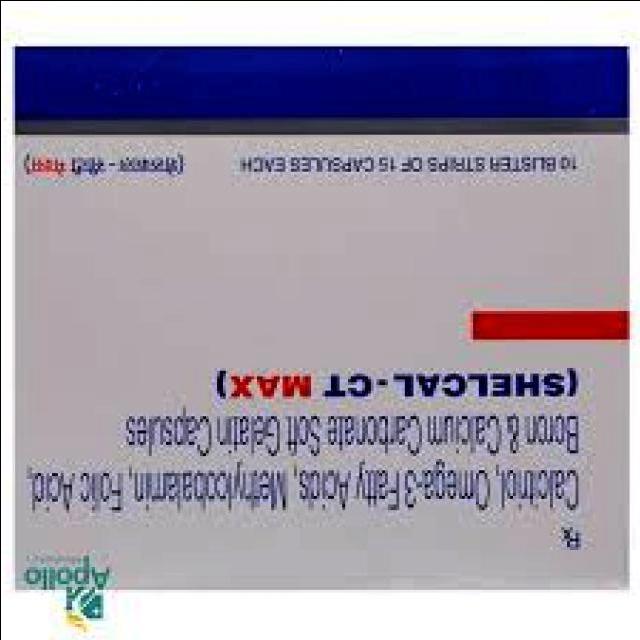 Apollo
Rx
Calcitriol, Omega-3 Fatty Acids, Methylcobalamin, Folic Acid,
Boron & Calcium Carbonate Soft Gelatin Capsules
(SHELCAL-CT MAX)
10 BLISTER STRIPS OF 15 CAPSULES EACH